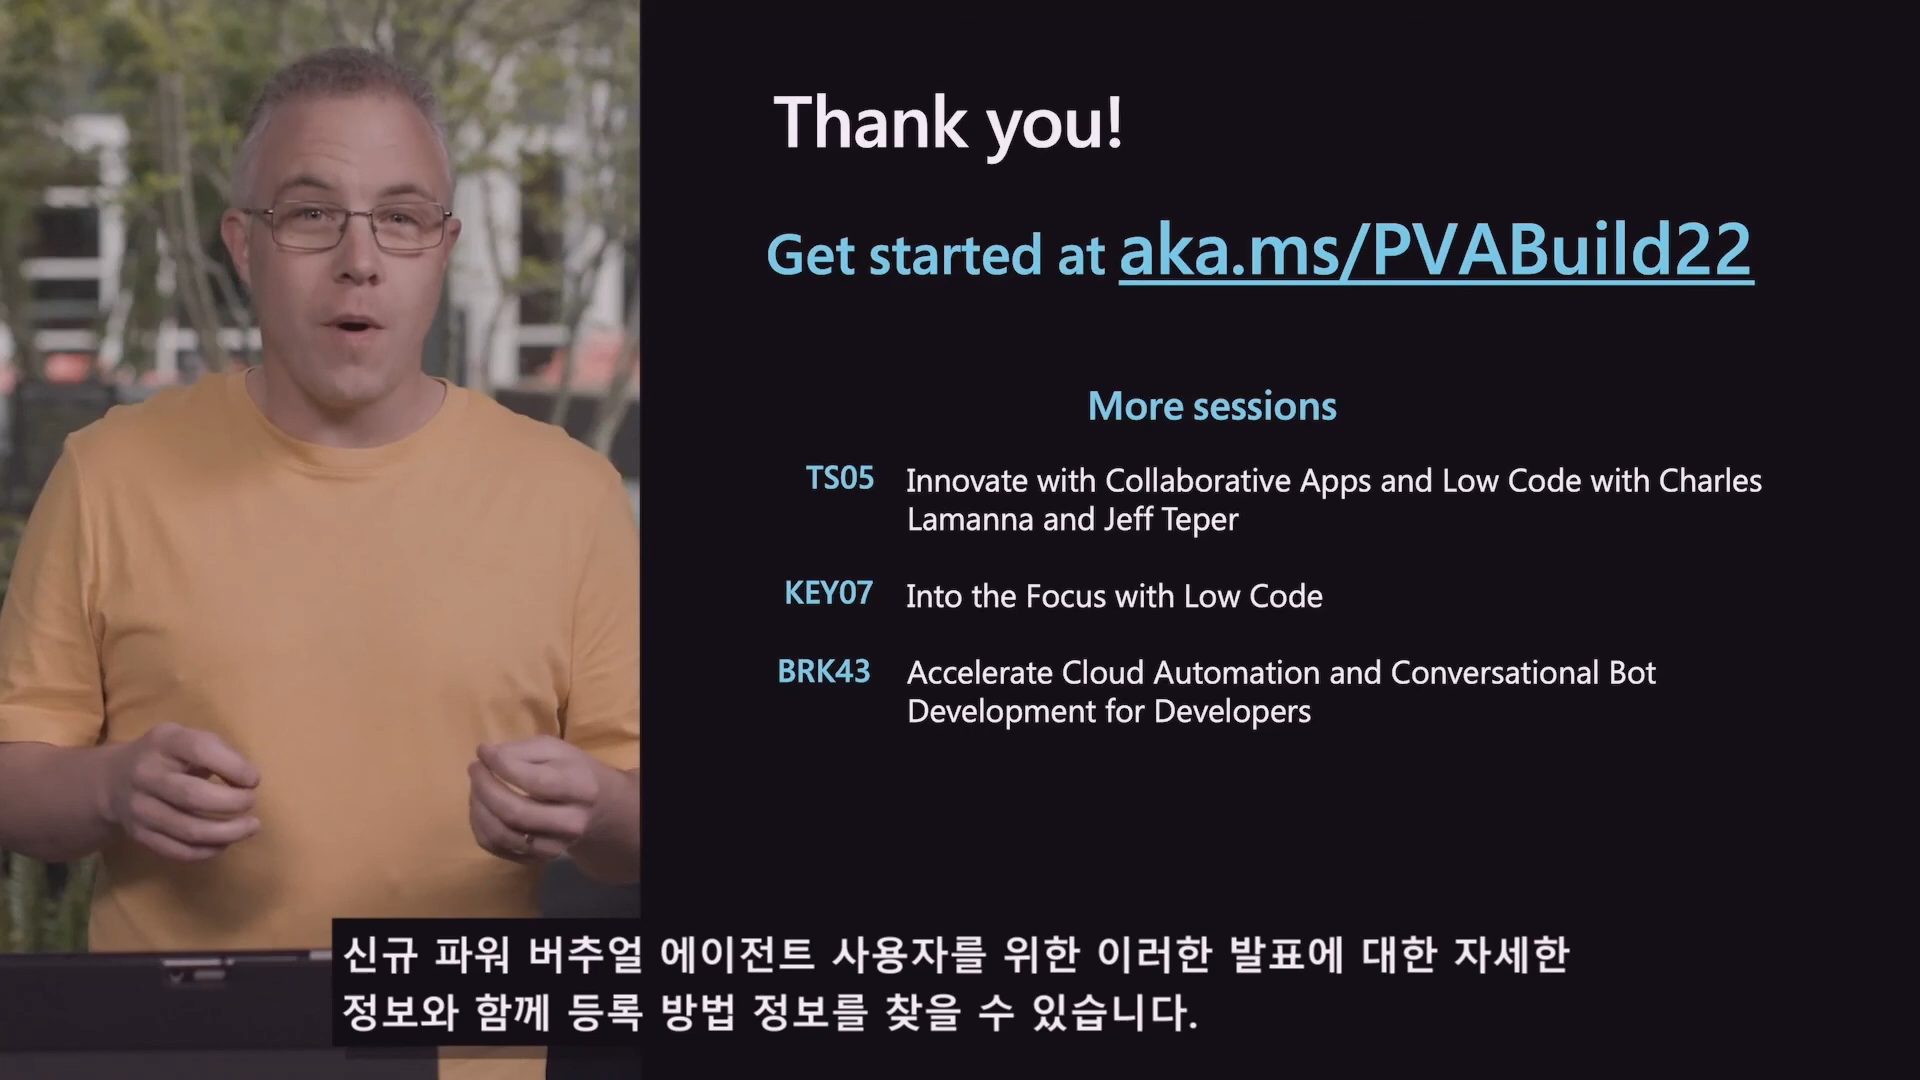 Thank you!
Get started at aka.ms/PVABuild22
More sessions
TS05 Innovate with Collaborative Apps and Low Code with Charles
Lamanna and Jeff Teper
KEY07 Into the Focus with Low Code
BRK43 Accelerate Cloud Automation and Conversational Bot
Development for Developers
신규 파워 버추얼 에이전트 사용자를 위한 이러한 발표에 대한 자세한
정보와 함께 등록 방법 정보를 찾을 수 있습니다.